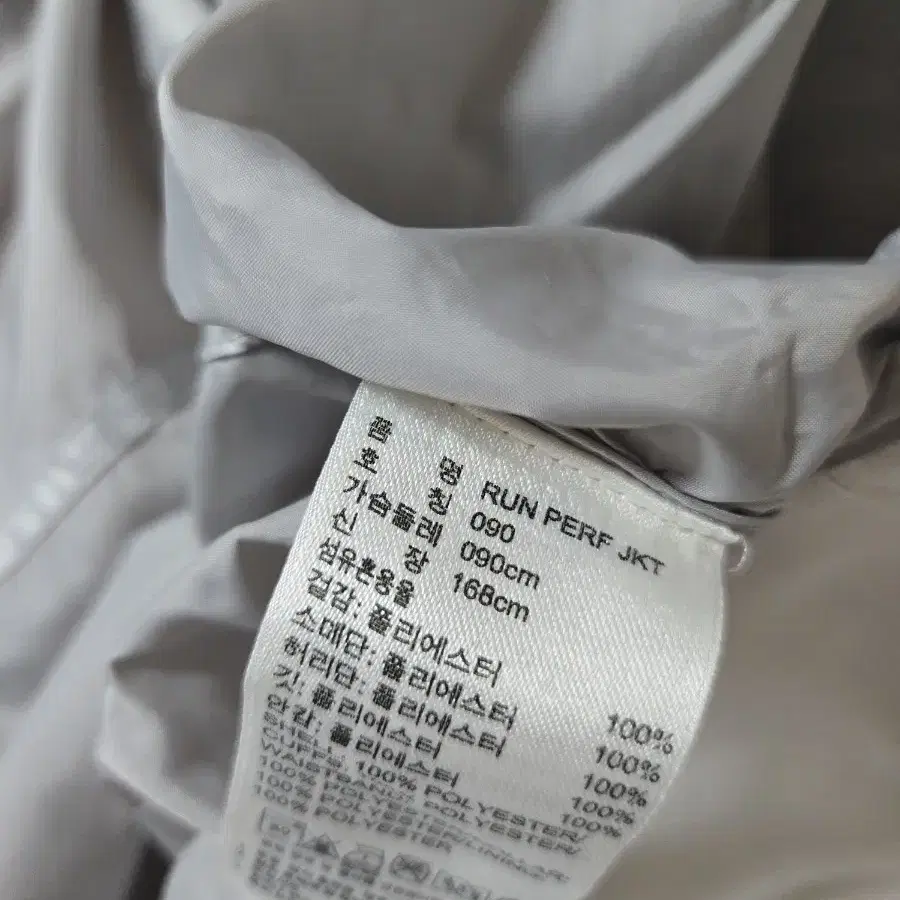 품 명 RUN PERF JKT
호 칭 090
가슴둘레 090cm
신 장 168cm
섬유혼용율
겉감: 폴리에스터 100%
소매단: 폴리에스터 100%
허리단: 폴리에스터 100%
깃: 폴리에스터 100%
안감: 폴리에스터 100%
SHELL: 100% POLYESTER/
CUFFS: 100% POLYESTER/
100% POLYESTER/
100% POLYESTER/
POLYESTER